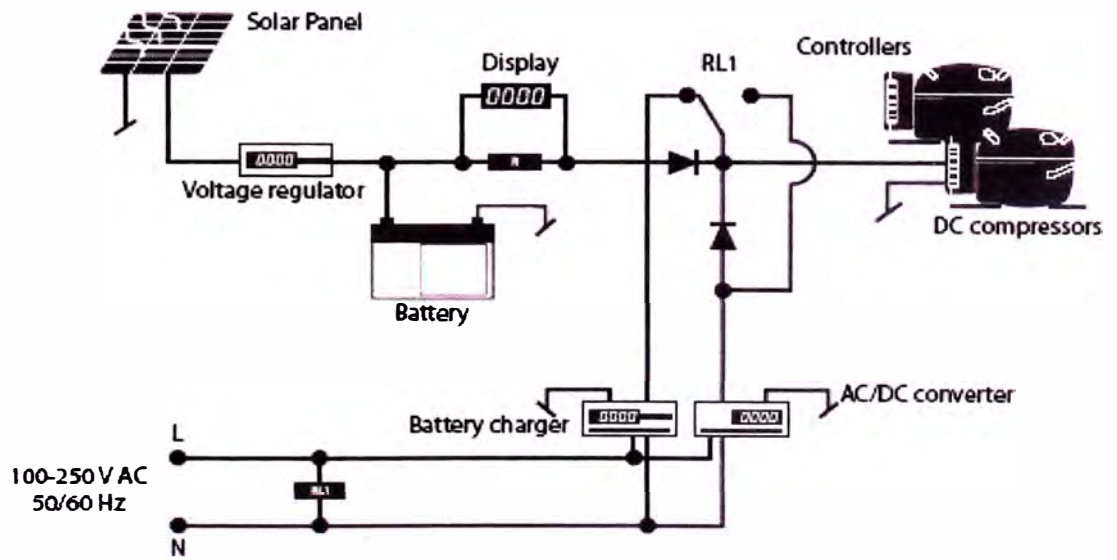 Solar Panel
Display
0000
RL1
Controllers
0000
R
Voltage regulator
DC compressors
Battery
Battery charger
0000
0000
AC/DC converter
L
100-250 V AC
50/60 Hz
RL1
N